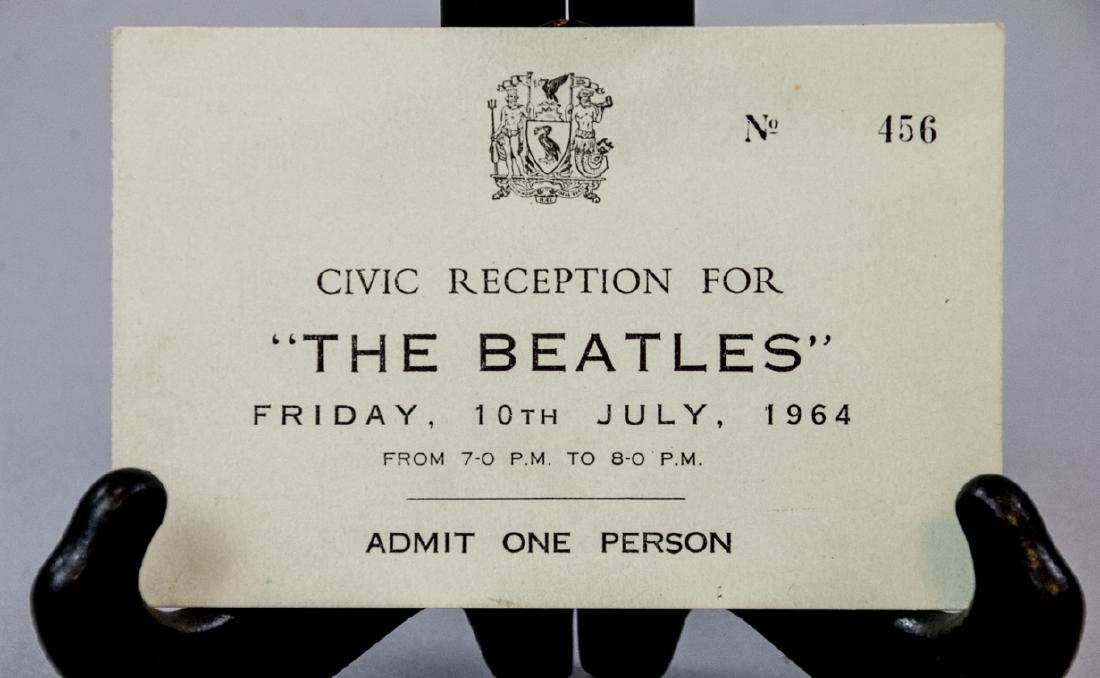 Nº 456
CIVIC RECEPTION FOR
“THE BEATLES”
FRIDAY, 10TH JULY, 1964
FROM 7-0 P.M. TO 8-0 P.M.
ADMIT ONE PERSON